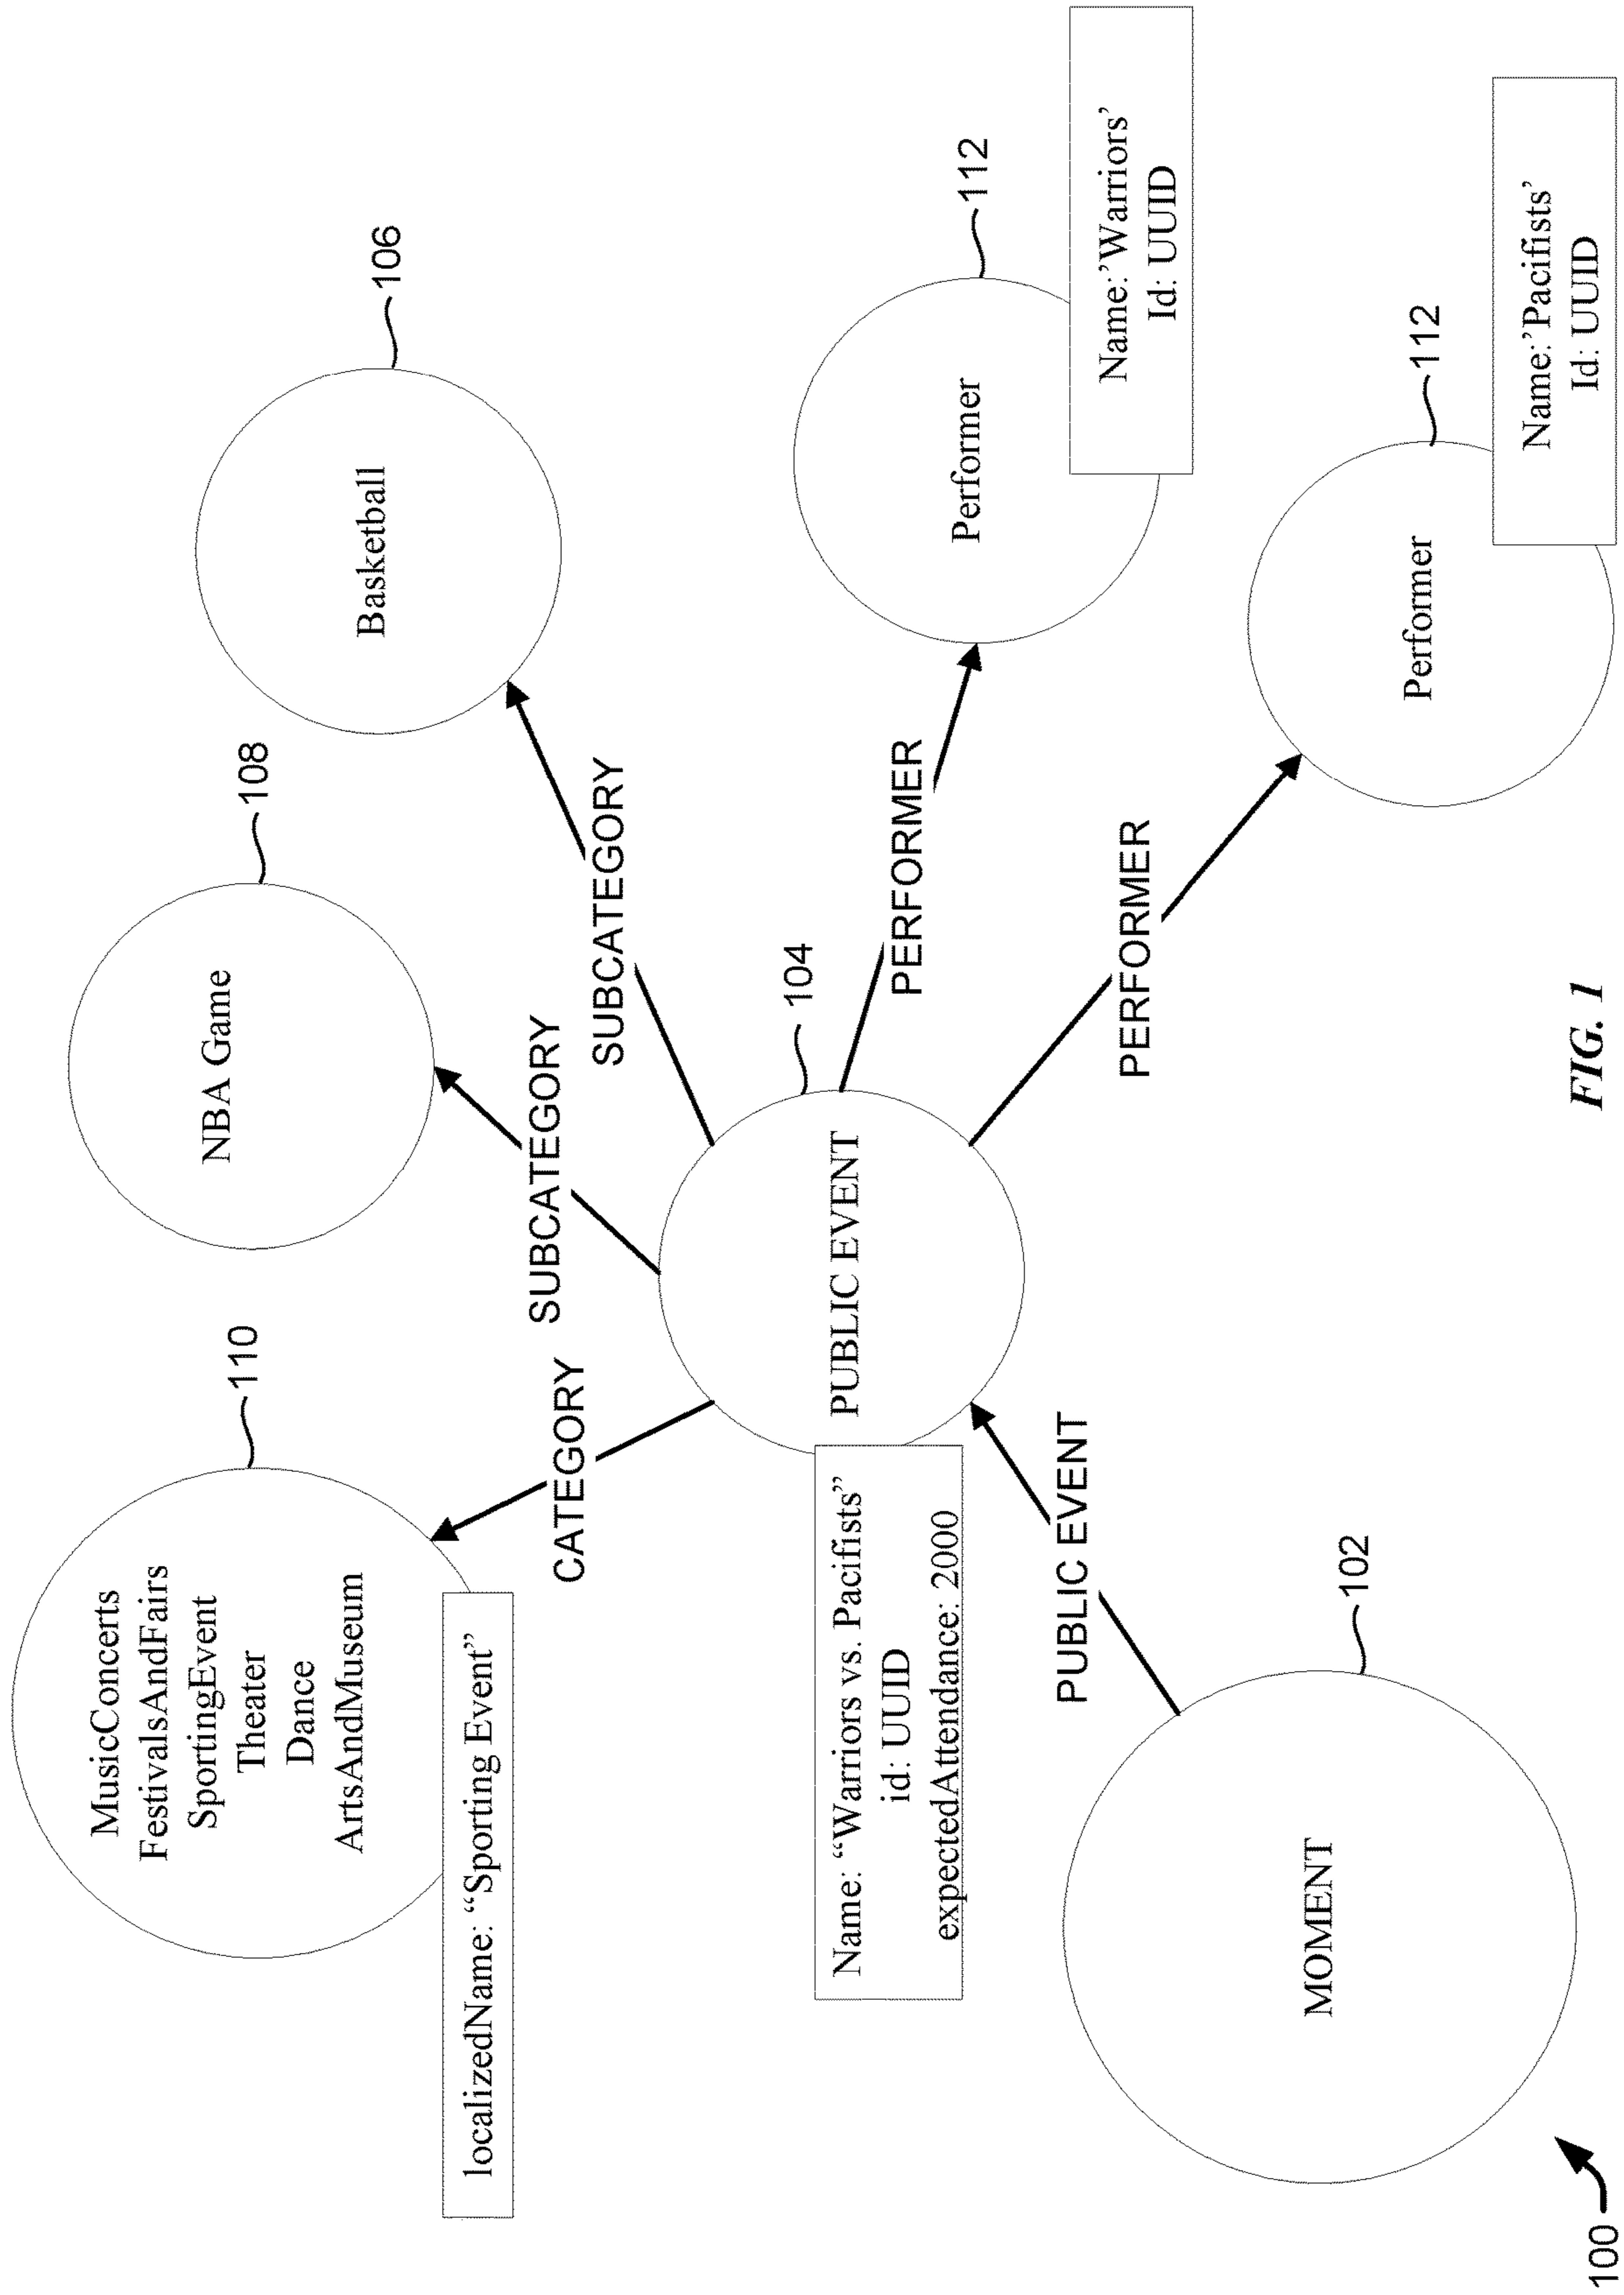 110
MusicConcerts
FestivalsAndFairs
SportingEvent
Theater
Dance
ArtsAndMuseum
localizedName: “Sporting Event”
108
NBA Game
106
Basketball
CATEGORY
SUBCATEGORY
SUBCATEGORY
104
PUBLIC EVENT
Name: “Warriors vs. Pacifists”
id: UUID
expectedAttendance: 2000
PERFORMER
112
Performer
Name:’Warriors’
Id: UUID
PUBLIC EVENT
PERFORMER
102
MOMENT
112
Performer
Name:’Pacifists’
Id: UUID
100
FIG. 1